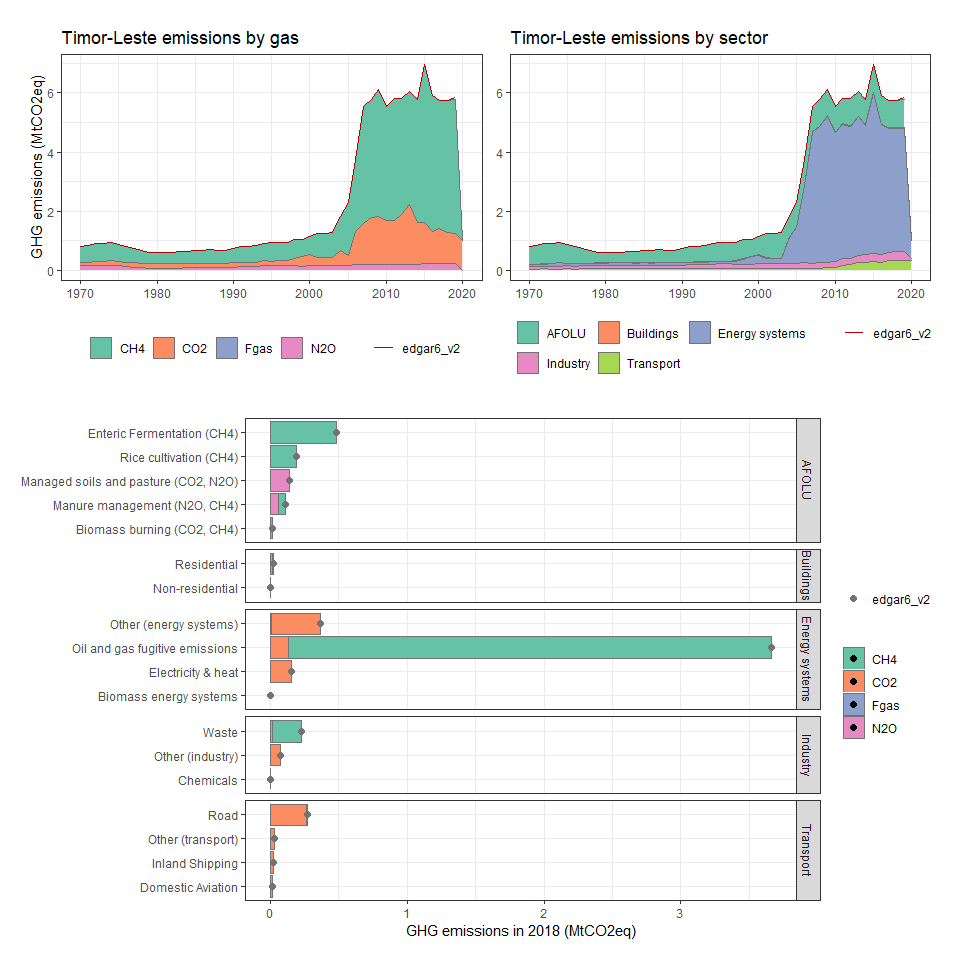 Timor-Leste emissions by gas
GHG emissions (MtCO2eq)
6
4
2
0
1970 1980 1990 2000 2010 2020
CH4 CO2 Fgas N2O edgar6_v2
Timor-Leste emissions by sector
6
4
2
0
1970 1980 1990 2000 2010 2020
AFOLU Buildings Energy systems edgar6_v2
Industry Transport
Enteric Fermentation (CH4)
Rice cultivation (CH4)
Managed soils and pasture (CO2, N2O)
Manure management (N2O, CH4)
Biomass burning (CO2, CH4)
AFOLU
Residential
Non-residential
Buildings
Other (energy systems)
Oil and gas fugitive emissions
Electricity & heat
Biomass energy systems
Energy systems
Waste
Other (industry)
Chemicals
Industry
Road
Other (transport)
Inland Shipping
Domestic Aviation
Transport
0 1 2 3
GHG emissions in 2018 (MtCO2eq)
edgar6_v2
CH4
CO2
Fgas
N2O